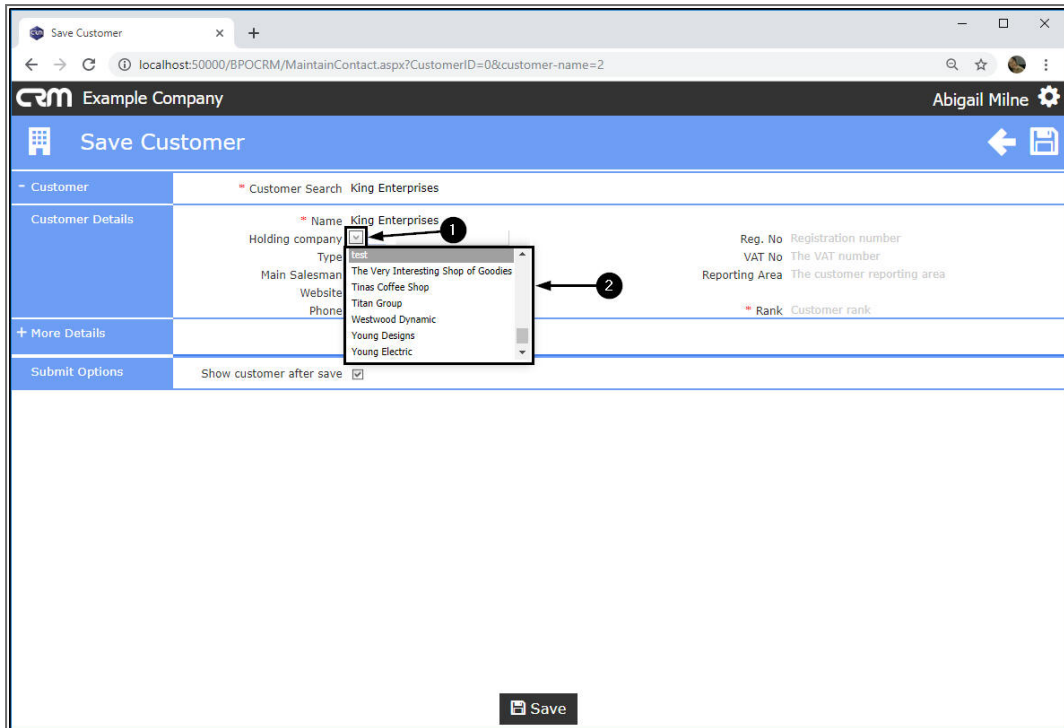 Save Customer
localhost:50000/BPOCRM/MaintainContact.aspx?CustomerID=0&customer-name=2
CRM Example Company Abigail Milne
Save Customer
- Customer * Customer Search King Enterprises
Customer Details * Name King Enterprises
1
Holding company Reg. No Registration number
Type test VAT No The VAT number
Main Salesman The Very Interesting Shop of Goodies Reporting Area The customer reporting area
Tinas Coffee Shop 2
Website
Titan Group
Phone * Rank Customer rank
Westwood Dynamic
+ More Details Young Designs
Young Electric
Submit Options Show customer after save
Save